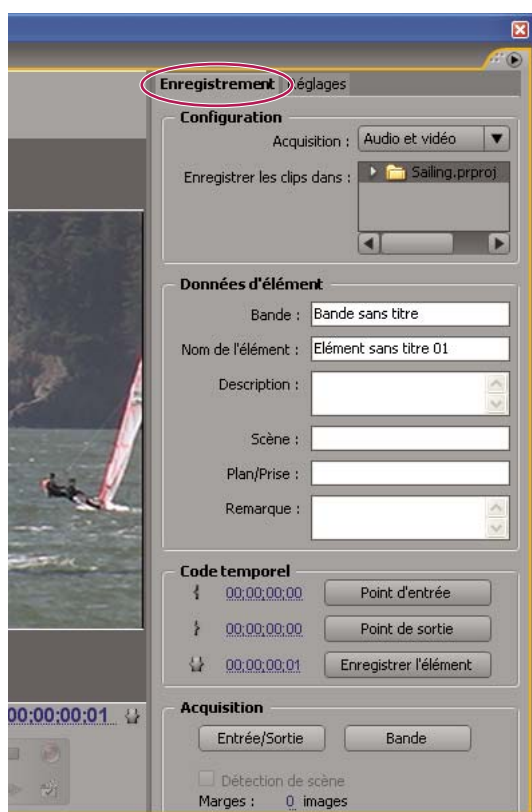 Enregistrement Réglages
Configuration
Acquisition : Audio et vidéo
Enregistrer les clips dans : Sailing.prproj
Données d'élément
Bande : Bande sans titre
Nom de l'élément : Elément sans titre 01
Description :
Scène :
Plan/Prise :
Remarque :
Code temporel
00;00;00;00 Point d'entrée
00;00;00;00 Point de sortie
00;00;00;01 Enregistrer l'élément
00;00;00;01
Acquisition
Entrée/Sortie Bande
Détection de scène
Marges : 0 images